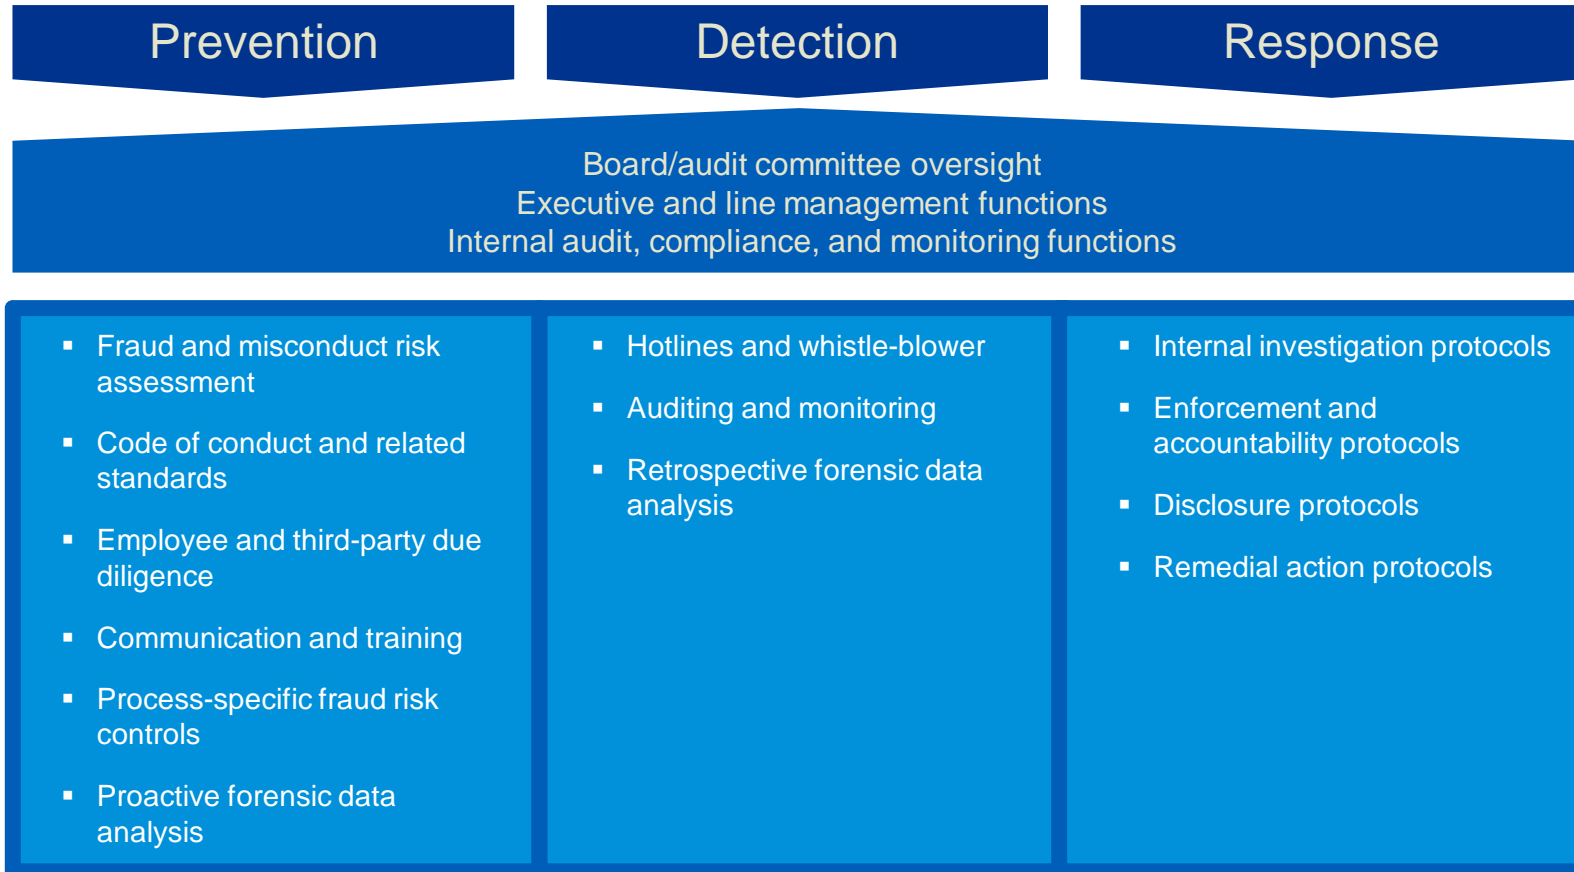 Prevention
Detection
Response
Board/audit committee oversight
Executive and line management functions
Internal audit, compliance, and monitoring functions
▪ Fraud and misconduct risk
assessment
▪ Code of conduct and related
standards
▪ Employee and third-party due
diligence
▪ Communication and training
▪ Process-specific fraud risk
controls
▪ Proactive forensic data
analysis
▪ Hotlines and whistle-blower
▪ Auditing and monitoring
▪ Retrospective forensic data
analysis
▪ Internal investigation protocols
▪ Enforcement and
accountability protocols
▪ Disclosure protocols
▪ Remedial action protocols